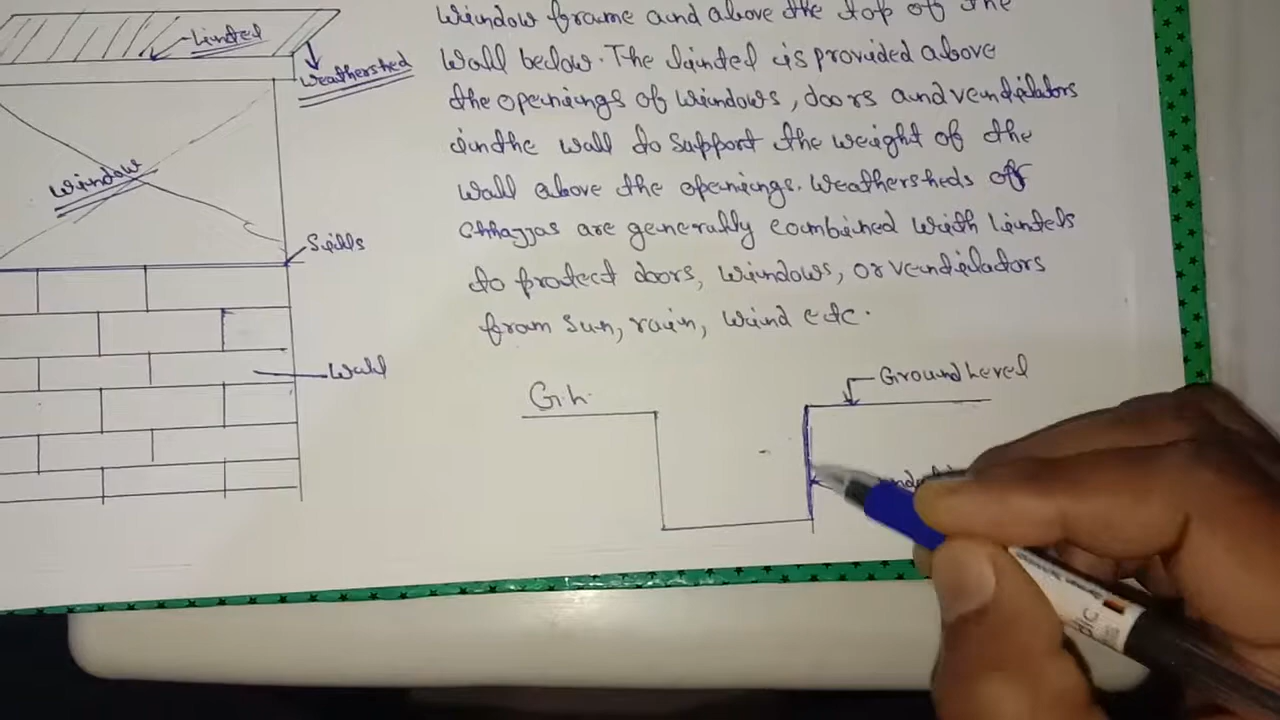 Lintel
Weathershed
Window
Sills
Wall
Window frame and above the top of the
Wall below. The lintel is provided above
the openings of windows, doors and ventilators
in the wall to support the weight of the
Wall above the openings. Weathersheds or
Chhajjas are generally combined with lintels
to protect doors, windows, or ventilators
from sun, rain, wind etc.
G.L.
Ground Level